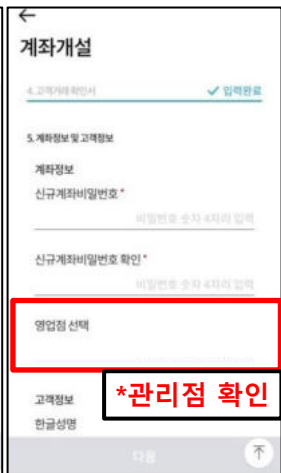 계좌개설
4.고객거래확인서
✓ 입력완료
5. 계좌정보 및 고객정보
계좌정보
신규계좌비밀번호 *
비밀번호 숫자 4자리 입력
신규계좌비밀번호 확인 *
비밀번호 숫자 4자리 입력
영업점 선택
*관리점 확인
고객정보
한글성명
다음